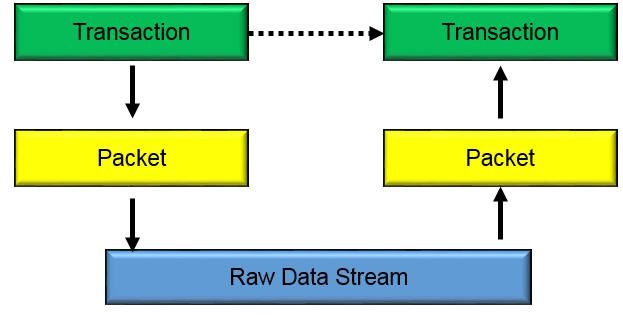 Transaction
Transaction
Packet
Packet
Raw Data Stream